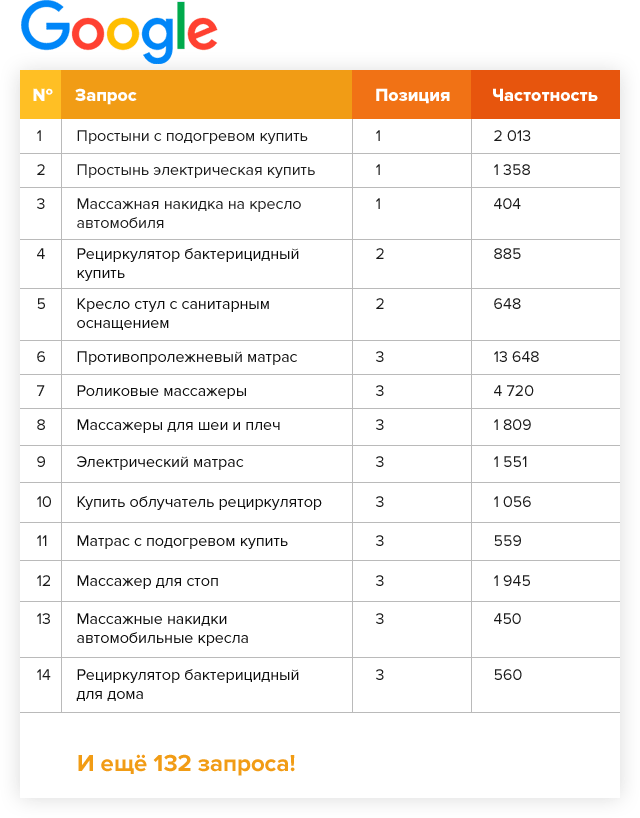 Google
№ Запрос Позиция Частотность
1 Простыни с подогревом купить 1 2 013
2 Простынь электрическая купить 1 1 358
3 Массажная накидка на кресло 1 404
автомобиля
4 Рециркулятор бактерицидный 2 885
купить
5 Кресло стул с санитарным 2 648
оснащением
6 Противопролежневый матрас 3 13 648
7 Роликовые массажеры 3 4 720
8 Массажеры для шеи и плеч 3 1 809
9 Электрический матрас 3 1 551
10 Купить облучатель рециркулятор 3 1 056
11 Матрас с подогревом купить 3 559
12 Массажер для стоп 3 1 945
13 Массажные накидки 3 450
автомобильные кресла
14 Рециркулятор бактерицидный 3 560
для дома
И ещё 132 запроса!